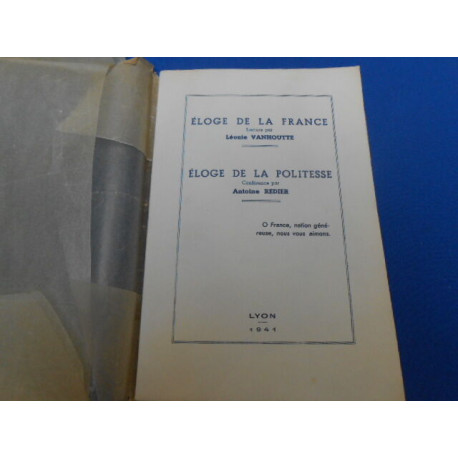 ÉLOGE DE LA FRANCE
Lecture par
Léonie VANHOUTTE
ÉLOGE DE LA POLITESSE
Conférence par
Antoine REDIER
O France, nation géné-
reuse, nous vous aimons.
LYON
1941